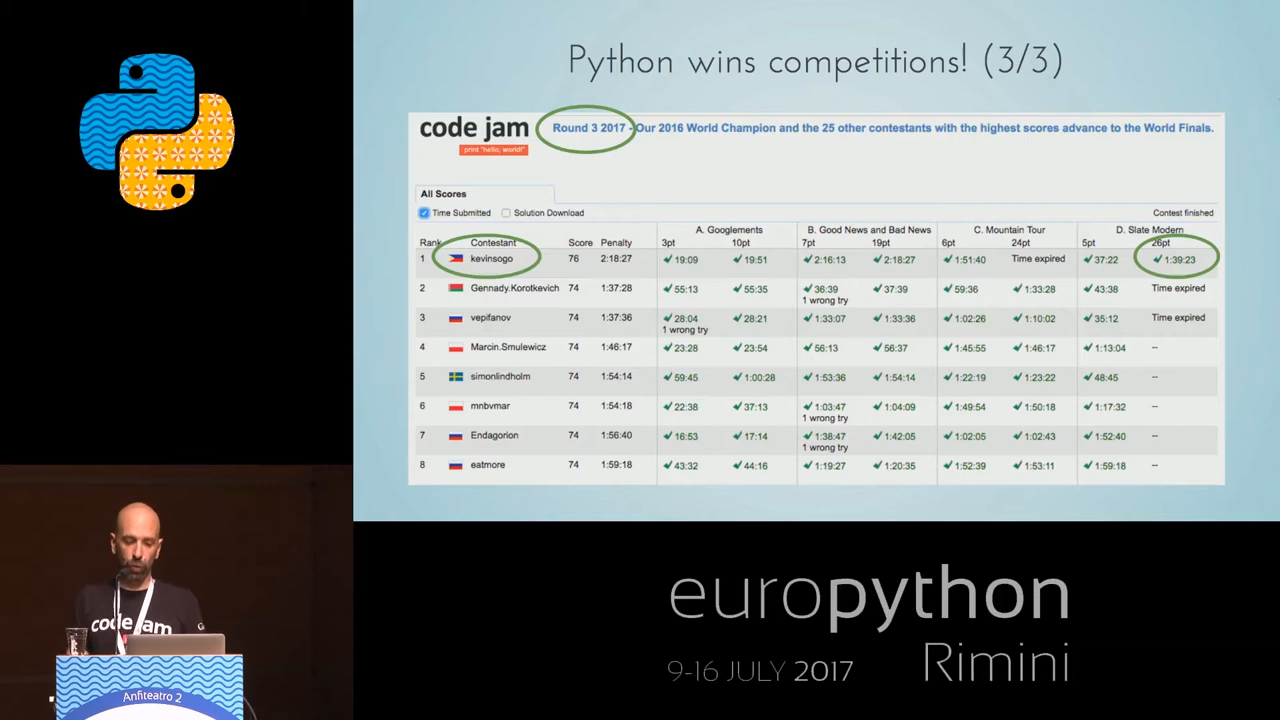 Python wins competitions! (3/3)
code jam
print "hello, world!"
Round 3 2017 - Our 2016 World Champion and the 25 other contestants with the highest scores advance to the World Finals.
All Scores
Time Submitted Solution Download Contest finished
A. Googlements B. Good News and Bad News C. Mountain Tour D. Slate Modern
Rank Contestant Score Penalty 3pt 10pt 7pt 19pt 6pt 24pt 5pt 26pt
1 kevinsogo 76 2:18:27 19:09 19:51 2:16:13 2:18:27 1:51:40 Time expired 37:22 1:39:23
2 Gennady.Korotkevich 74 1:37:28 55:13 55:35 36:39 37:39 59:36 1:33:28 43:38 Time expired
1 wrong try
3 vepifanov 74 1:37:36 28:04 28:21 1:33:07 1:33:36 1:02:26 1:10:02 35:12 Time expired
1 wrong try
4 Marcin.Smulewicz 74 1:46:17 23:28 23:54 56:13 56:37 1:45:55 1:46:17 1:13:04 --
5 simonlindholm 74 1:54:14 59:45 1:00:28 1:53:36 1:54:14 1:22:19 1:23:22 48:45 --
6 mnbvmar 74 1:54:18 22:38 37:13 1:03:47 1:04:09 1:49:54 1:50:18 1:17:32 --
1 wrong try
7 Endagorion 74 1:56:40 16:53 17:14 1:38:47 1:42:05 1:02:05 1:02:43 1:52:40 --
1 wrong try
8 eatmore 74 1:59:18 43:32 44:16 1:19:27 1:20:35 1:52:39 1:53:11 1:59:18 --
code jam
Anfiteatro 2
europython
9-16 JULY 2017 Rimini